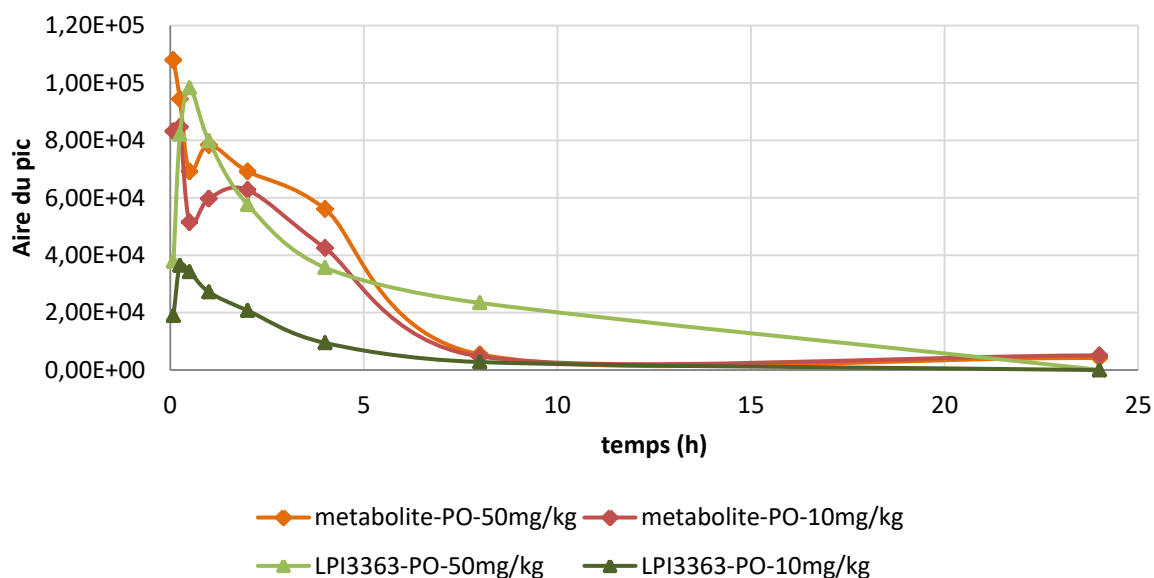 1,20E+05
1,00E+05
8,00E+04
6,00E+04
4,00E+04
2,00E+04
0,00E+00
Aire du pic
0 5 10 15 20 25
temps (h)
metabolite-PO-50mg/kg metabolite-PO-10mg/kg
LPI3363-PO-50mg/kg LPI3363-PO-10mg/kg